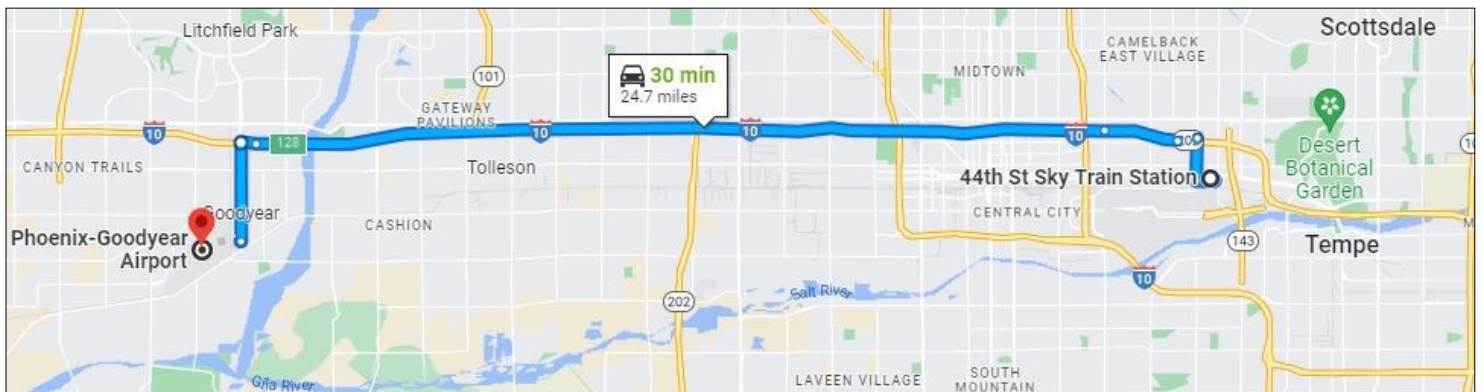 Litchfield Park
Scottsdale
CAMELBACK
EAST VILLAGE
30 min
24.7 miles
MIDTOWN
101
GATEWAY
PAVILIONS
10
10
10
10
128
CANYON TRAILS
Tolleson
Desert
Botanical
Garden
44th St Sky Train Station
Goodyear
CASHION
CENTRAL CITY
Phoenix-Goodyear
Airport
143
Tempe
10
Salt River
202
Gila River
LAVEEN VILLAGE
SOUTH
MOUNTAIN